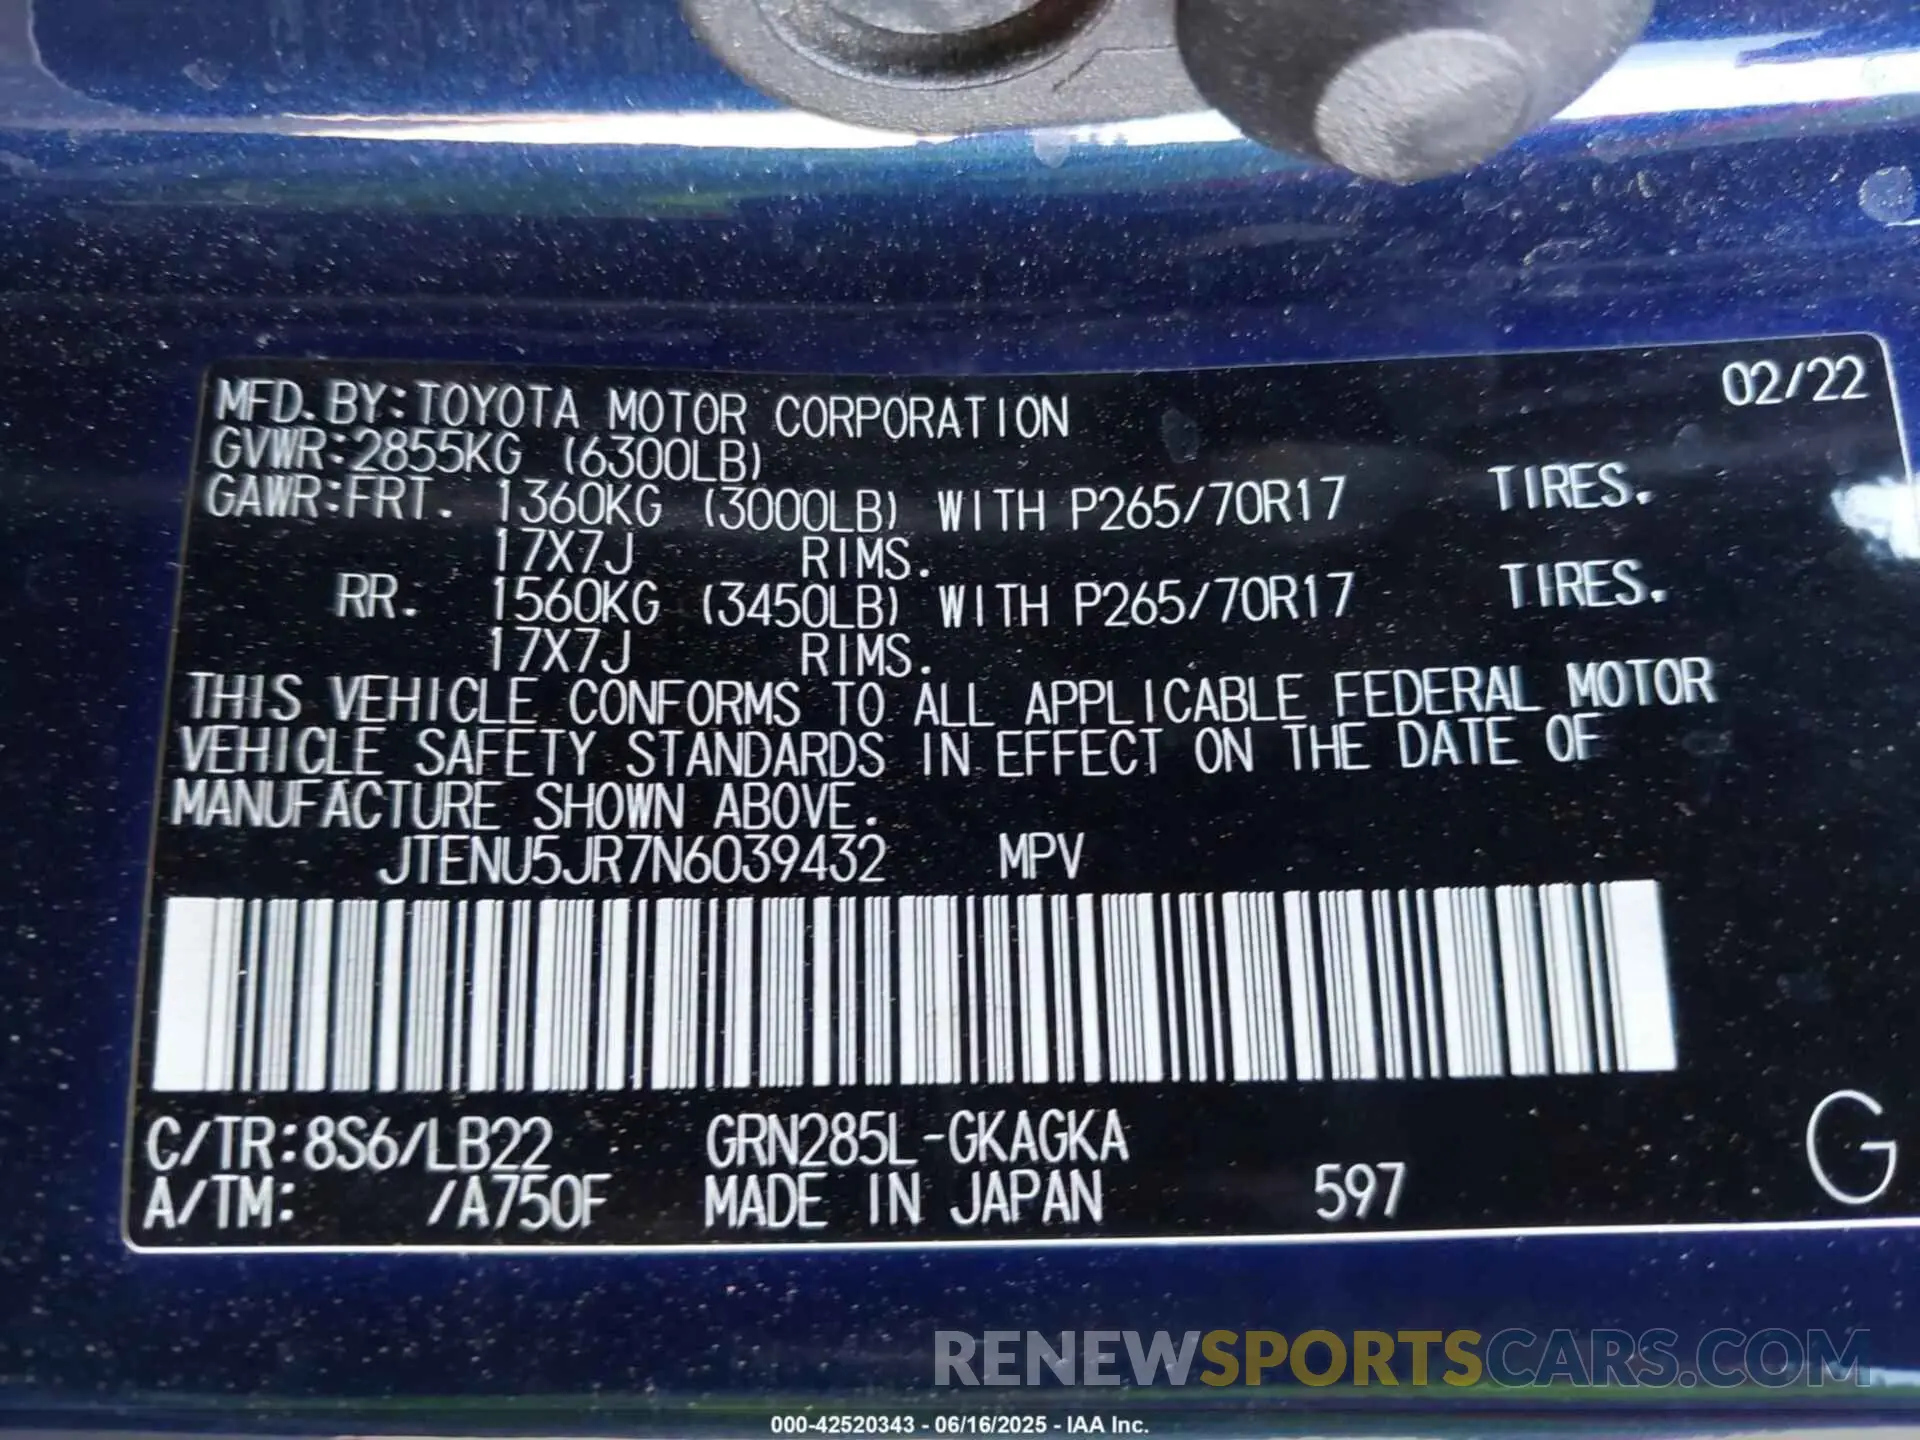 MFD. BY: TOYOTA MOTOR CORPORATION 02/22
GVWR: 2855KG (6300LB)
GAWR: FRT. 1360KG (3000LB) WITH P265/70R17 TIRES.
17X7J RIMS.
RR. 1560KG (3450LB) WITH P265/70R17 TIRES.
17X7J RIMS.
THIS VEHICLE CONFORMS TO ALL APPLICABLE FEDERAL MOTOR
VEHICLE SAFETY STANDARDS IN EFFECT ON THE DATE OF
MANUFACTURE SHOWN ABOVE.
JTENU5JR7N6039432 MPV
C/TR: 8S6/LB22 GRN285L-GKAGKA
A/TM: /A750F MADE IN JAPAN 597 G
RENEWSPORTSCARS.COM
000-42520343 - 06/16/2025 - IAA Inc.